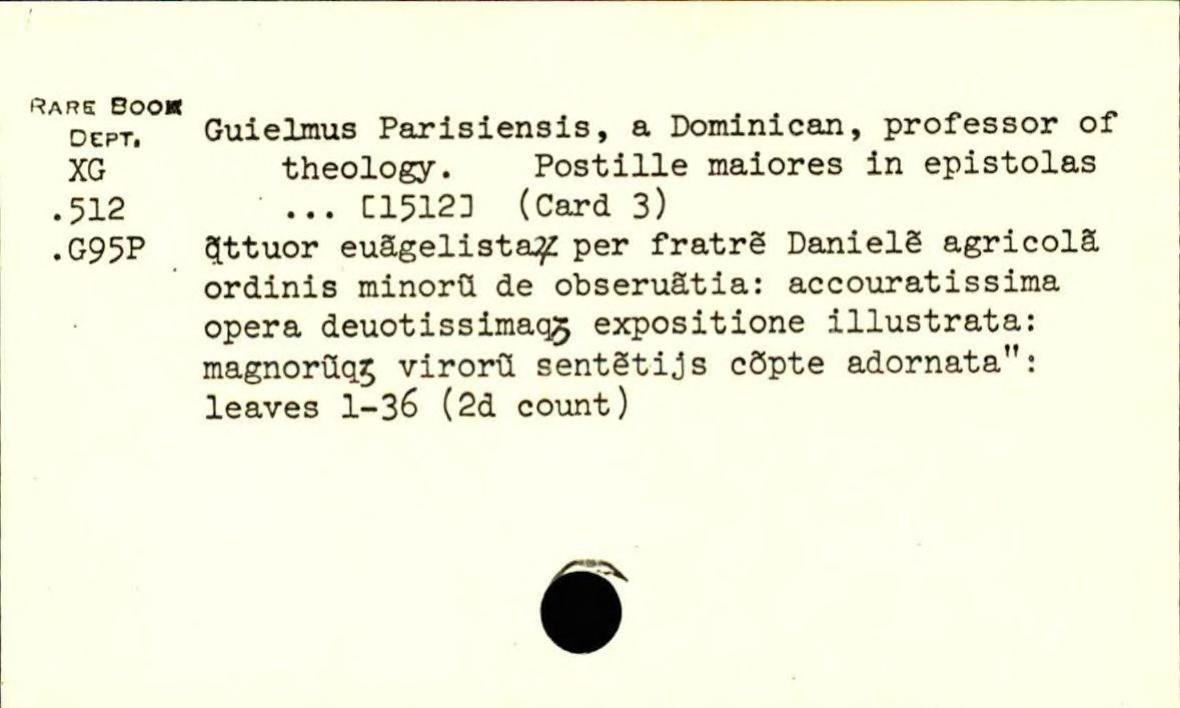 RARE BOOK
DEPT.
XG
.512
.G95P
Guielmus Parisiensis, a Dominican, professor of
theology. Postille maiores in epistolas
... [1512] (Card 3)
q̃ttuor euãgelistaꝝ per fratrẽ Danielẽ agricolã
ordinis minorũ de obseruãtia: accouratissima
opera deuotissimaqꝫ expositione illustrata:
magnorũqꝫ virorũ sentẽtijs cõpte adornata":
leaves 1-36 (2d count)